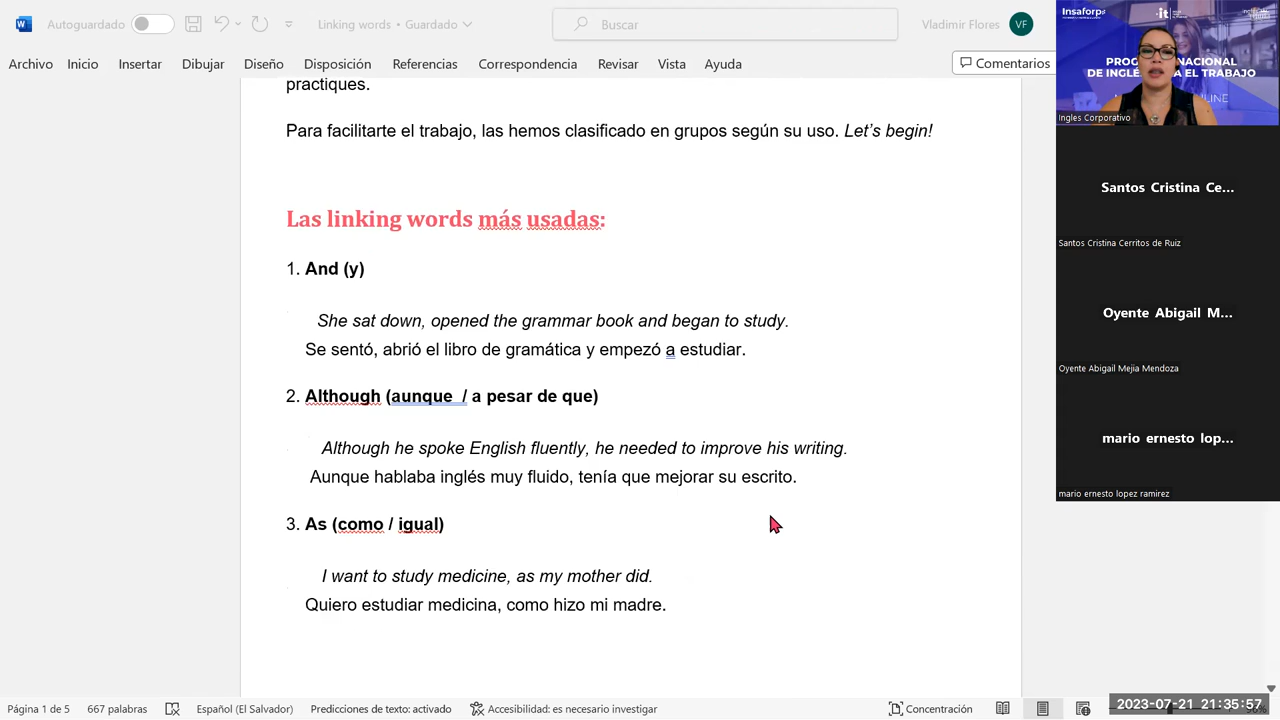 Autoguardado
Linking words • Guardado
Buscar
Vladimir Flores
VF
Archivo
Inicio
Insertar
Dibujar
Diseño
Disposición
Referencias
Correspondencia
Revisar
Vista
Ayuda
Comentarios
practiques.
Para facilitarte el trabajo, las hemos clasificado en grupos según su uso. Let's begin!
Las linking words más usadas:
1. And (y)
She sat down, opened the grammar book and began to study.
Se sentó, abrió el libro de gramática y empezó a estudiar.
2. Although (aunque / a pesar de que)
Although he spoke English fluently, he needed to improve his writing.
Aunque hablaba inglés muy fluido, tenía que mejorar su escrito.
3. As (como / igual)
I want to study medicine, as my mother did.
Quiero estudiar medicina, como hizo mi madre.
Insaforp
Ingles Corporativo
Santos Cristina Ce...
Santos Cristina Cerritos de Ruiz
Oyente Abigail M...
Oyente Abigail Mejia Mendoza
mario ernesto lop...
mario ernesto lopez ramirez
Página 1 de 5
667 palabras
Español (El Salvador)
Predicciones de texto: activado
Accesibilidad: es necesario investigar
Concentración
2023-07-21 21:35:57